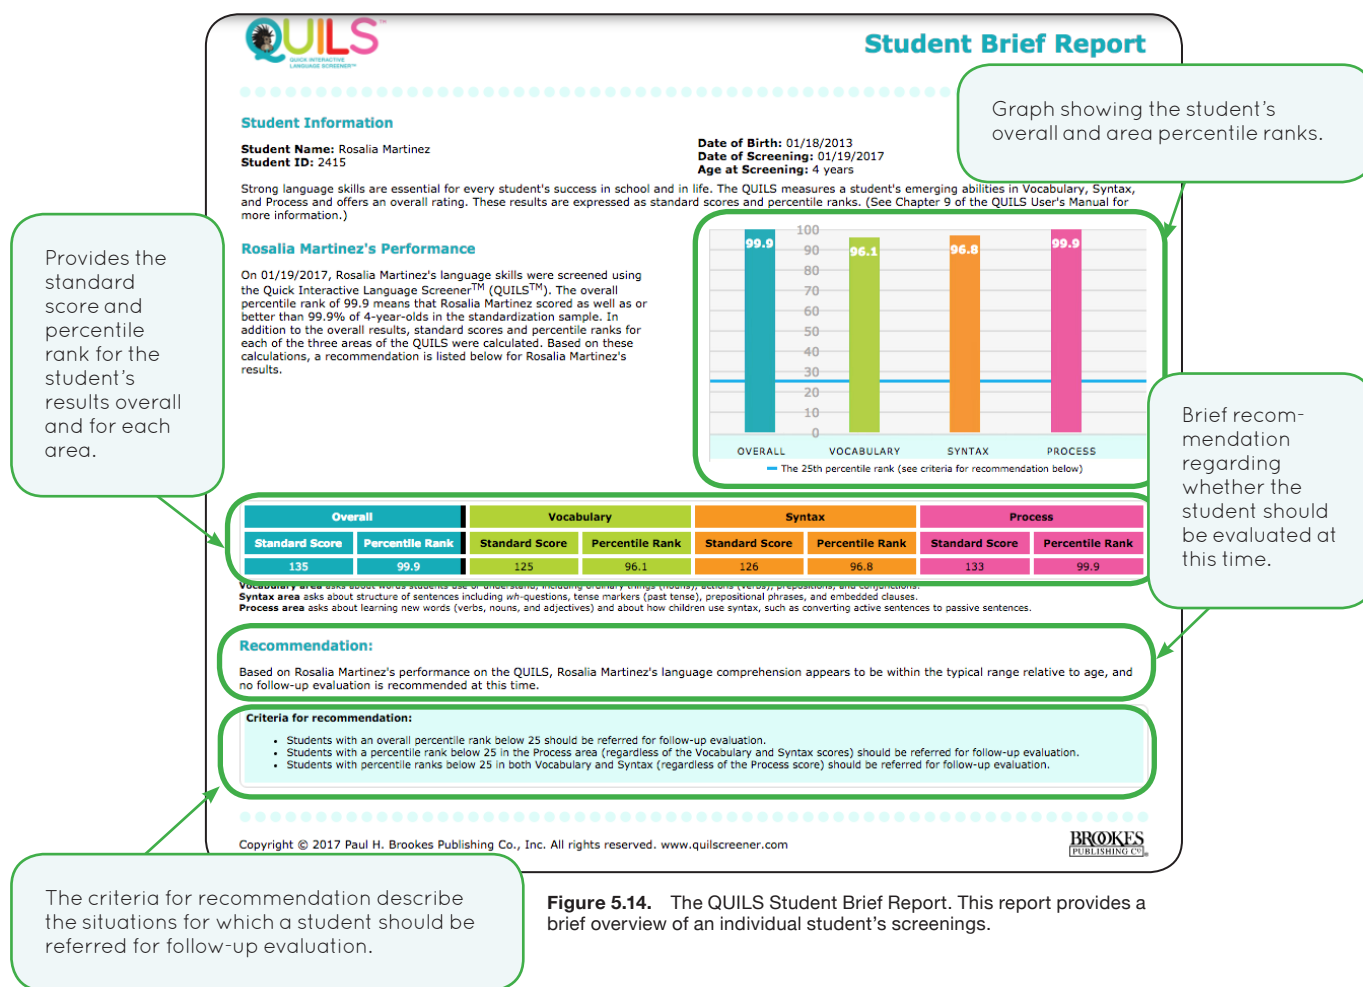 QUILS™
QUICK INTERACTIVE
LANGUAGE SCREENER™
Student Brief Report
Graph showing the student's
overall and area percentile ranks.
Student Information
Student Name: Rosalia Martinez
Student ID: 2415
Date of Birth: 01/18/2013
Date of Screening: 01/19/2017
Age at Screening: 4 years
Strong language skills are essential for every student's success in school and in life. The QUILS measures a student's emerging abilities in Vocabulary, Syntax,
and Process and offers an overall rating. These results are expressed as standard scores and percentile ranks. (See Chapter 9 of the QUILS User's Manual for
more information.)
Provides the
standard
score and
percentile
rank for the
student's
results overall
and for each
area.
Rosalia Martinez's Performance
On 01/19/2017, Rosalia Martinez's language skills were screened using
the Quick Interactive Language Screener™ (QUILS™). The overall
percentile rank of 99.9 means that Rosalia Martinez scored as well as or
better than 99.9% of 4-year-olds in the standardization sample. In
addition to the overall results, standard scores and percentile ranks for
each of the three areas of the QUILS were calculated. Based on these
calculations, a recommendation is listed below for Rosalia Martinez's
results.
100
90
80
70
60
50
40
30
20
10
0
99.9 96.1 96.8 99.9
OVERALL VOCABULARY SYNTAX PROCESS
The 25th percentile rank (see criteria for recommendation below)
Brief recom-
mendation
regarding
whether the
student should
be evaluated at
this time.
Overall Vocabulary Syntax Process
Standard Score Percentile Rank Standard Score Percentile Rank Standard Score Percentile Rank Standard Score Percentile Rank
135 99.9 125 96.1 126 96.8 133 99.9
Vocabulary area asks about words students use or understand, including ordinary things (nouns), actions (verbs), prepositions, and conjunctions.
Syntax area asks about structure of sentences including wh-questions, tense markers (past tense), prepositional phrases, and embedded clauses.
Process area asks about learning new words (verbs, nouns, and adjectives) and about how children use syntax, such as converting active sentences to passive sentences.
Recommendation:
Based on Rosalia Martinez's performance on the QUILS, Rosalia Martinez's language comprehension appears to be within the typical range relative to age, and
no follow-up evaluation is recommended at this time.
Criteria for recommendation:
• Students with an overall percentile rank below 25 should be referred for follow-up evaluation.
• Students with a percentile rank below 25 in the Process area (regardless of the Vocabulary and Syntax scores) should be referred for follow-up evaluation.
• Students with percentile ranks below 25 in both Vocabulary and Syntax (regardless of the Process score) should be referred for follow-up evaluation.
Copyright © 2017 Paul H. Brookes Publishing Co., Inc. All rights reserved. www.quilscreener.com
BROOKES
PUBLISHING CO.
The criteria for recommendation describe
the situations for which a student should be
referred for follow-up evaluation.
Figure 5.14. The QUILS Student Brief Report. This report provides a
brief overview of an individual student's screenings.